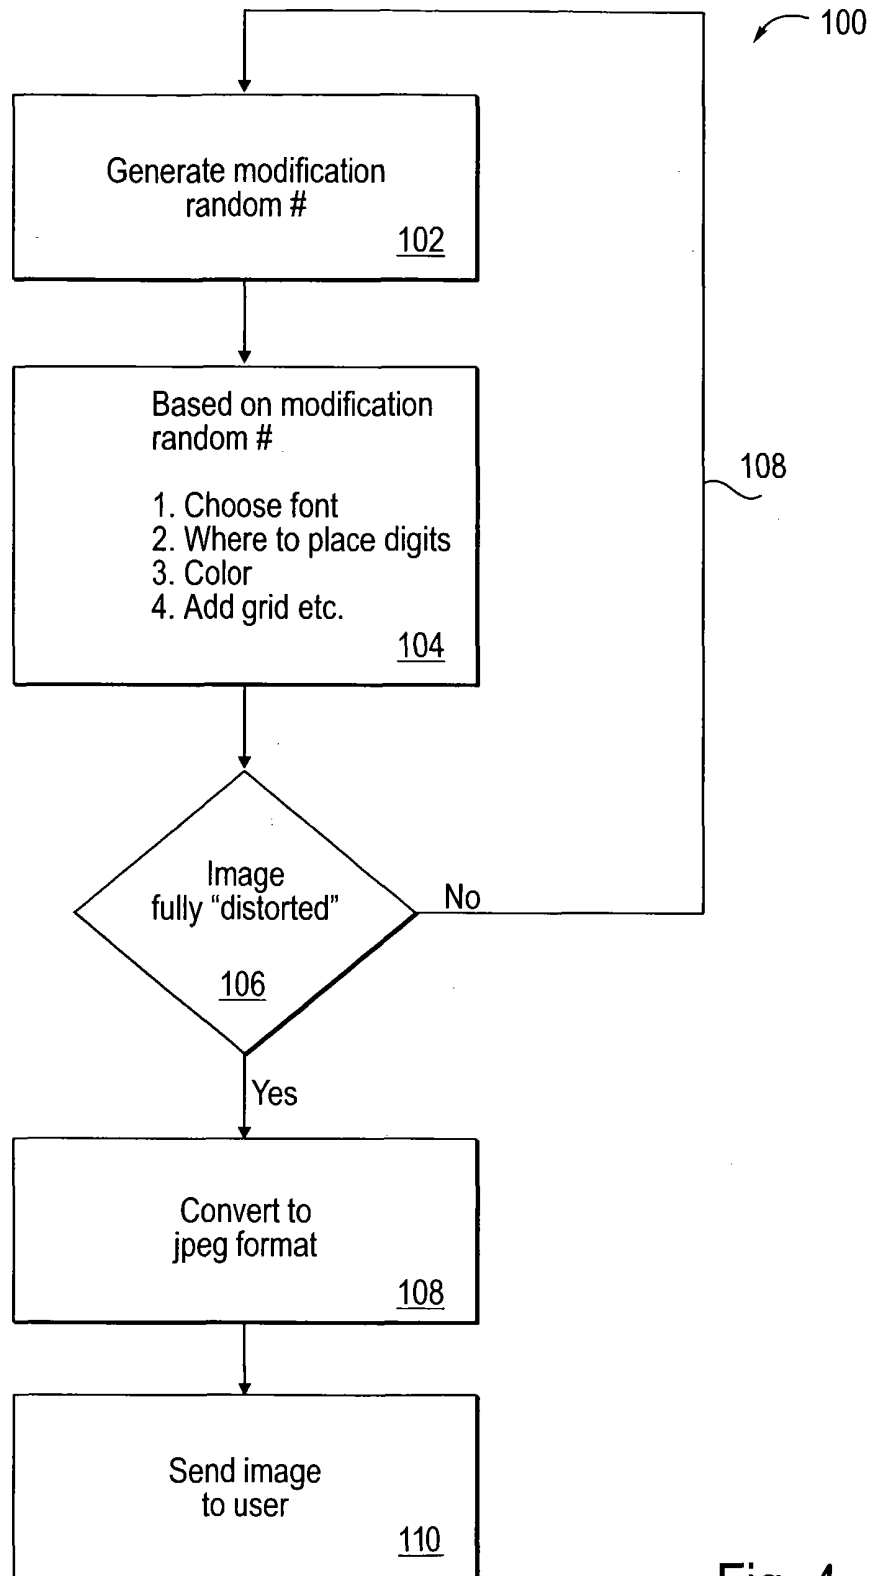 100
Generate modification
random #
102
Based on modification
random #
1. Choose font
2. Where to place digits
3. Color
4. Add grid etc.
104
108
Image
fully “distorted”
106
No
Yes
Convert to
jpeg format
108
Send image
to user
110
Fig. 4